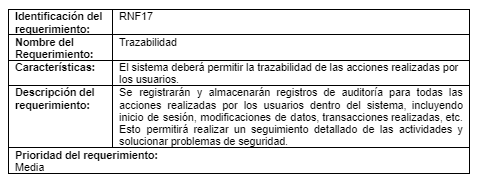 Identificación del RNF17
requerimiento:
Nombre del Trazabilidad
Requerimiento:
Características: El sistema deberá permitir la trazabilidad de las acciones realizadas por
los usuarios.
Descripción del Se registrarán y almacenarán registros de auditoría para todas las
requerimiento: acciones realizadas por los usuarios dentro del sistema, incluyendo
inicio de sesión, modificaciones de datos, transacciones realizadas, etc.
Esto permitirá realizar un seguimiento detallado de las actividades y
solucionar problemas de seguridad.
Prioridad del requerimiento:
Media